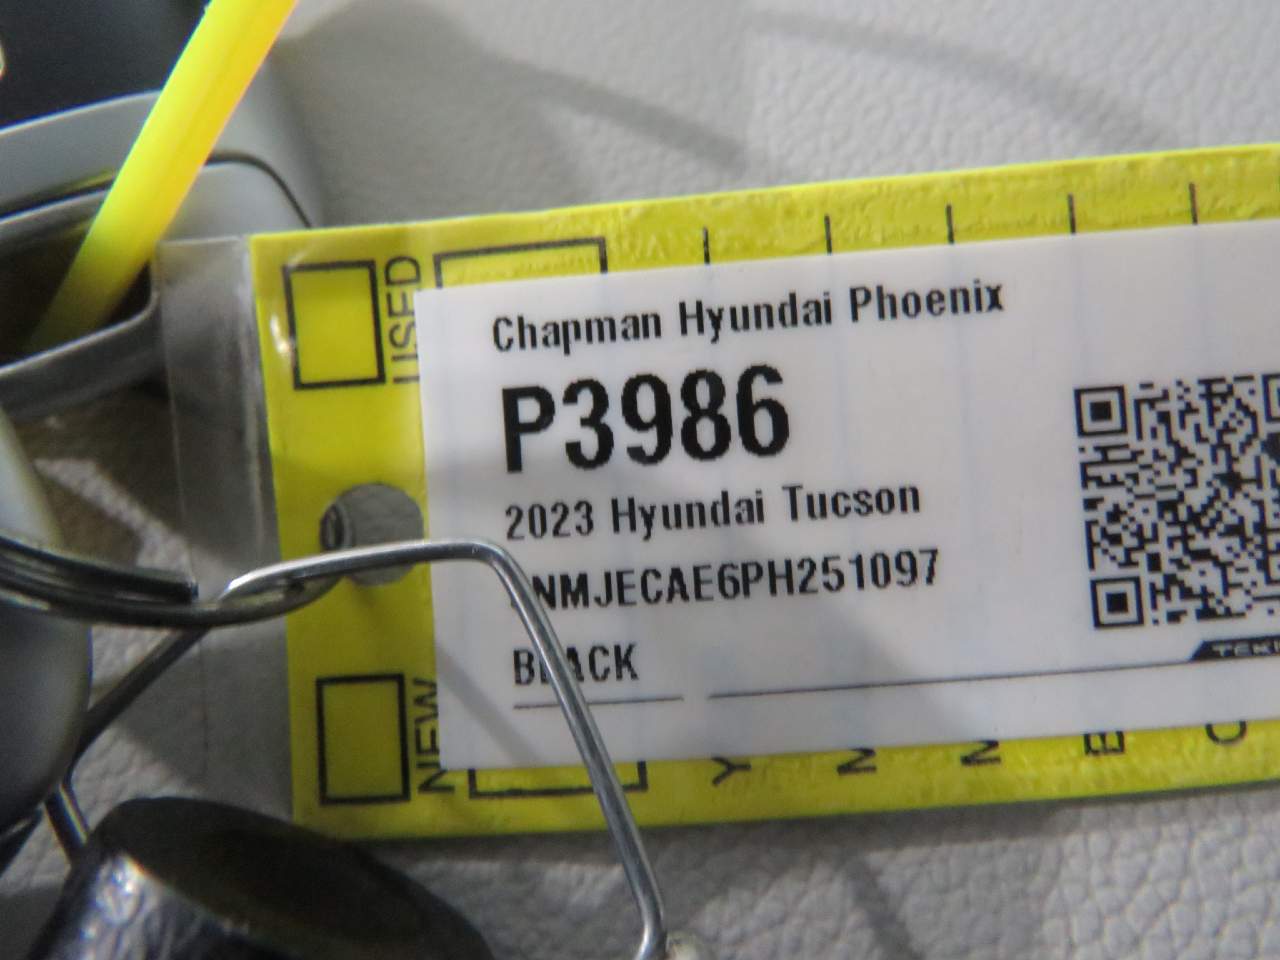 USED
Chapman Hyundai Phoenix
P3986
2023 Hyundai Tucson
NMJECAE6PH251097
BLACK
NEW